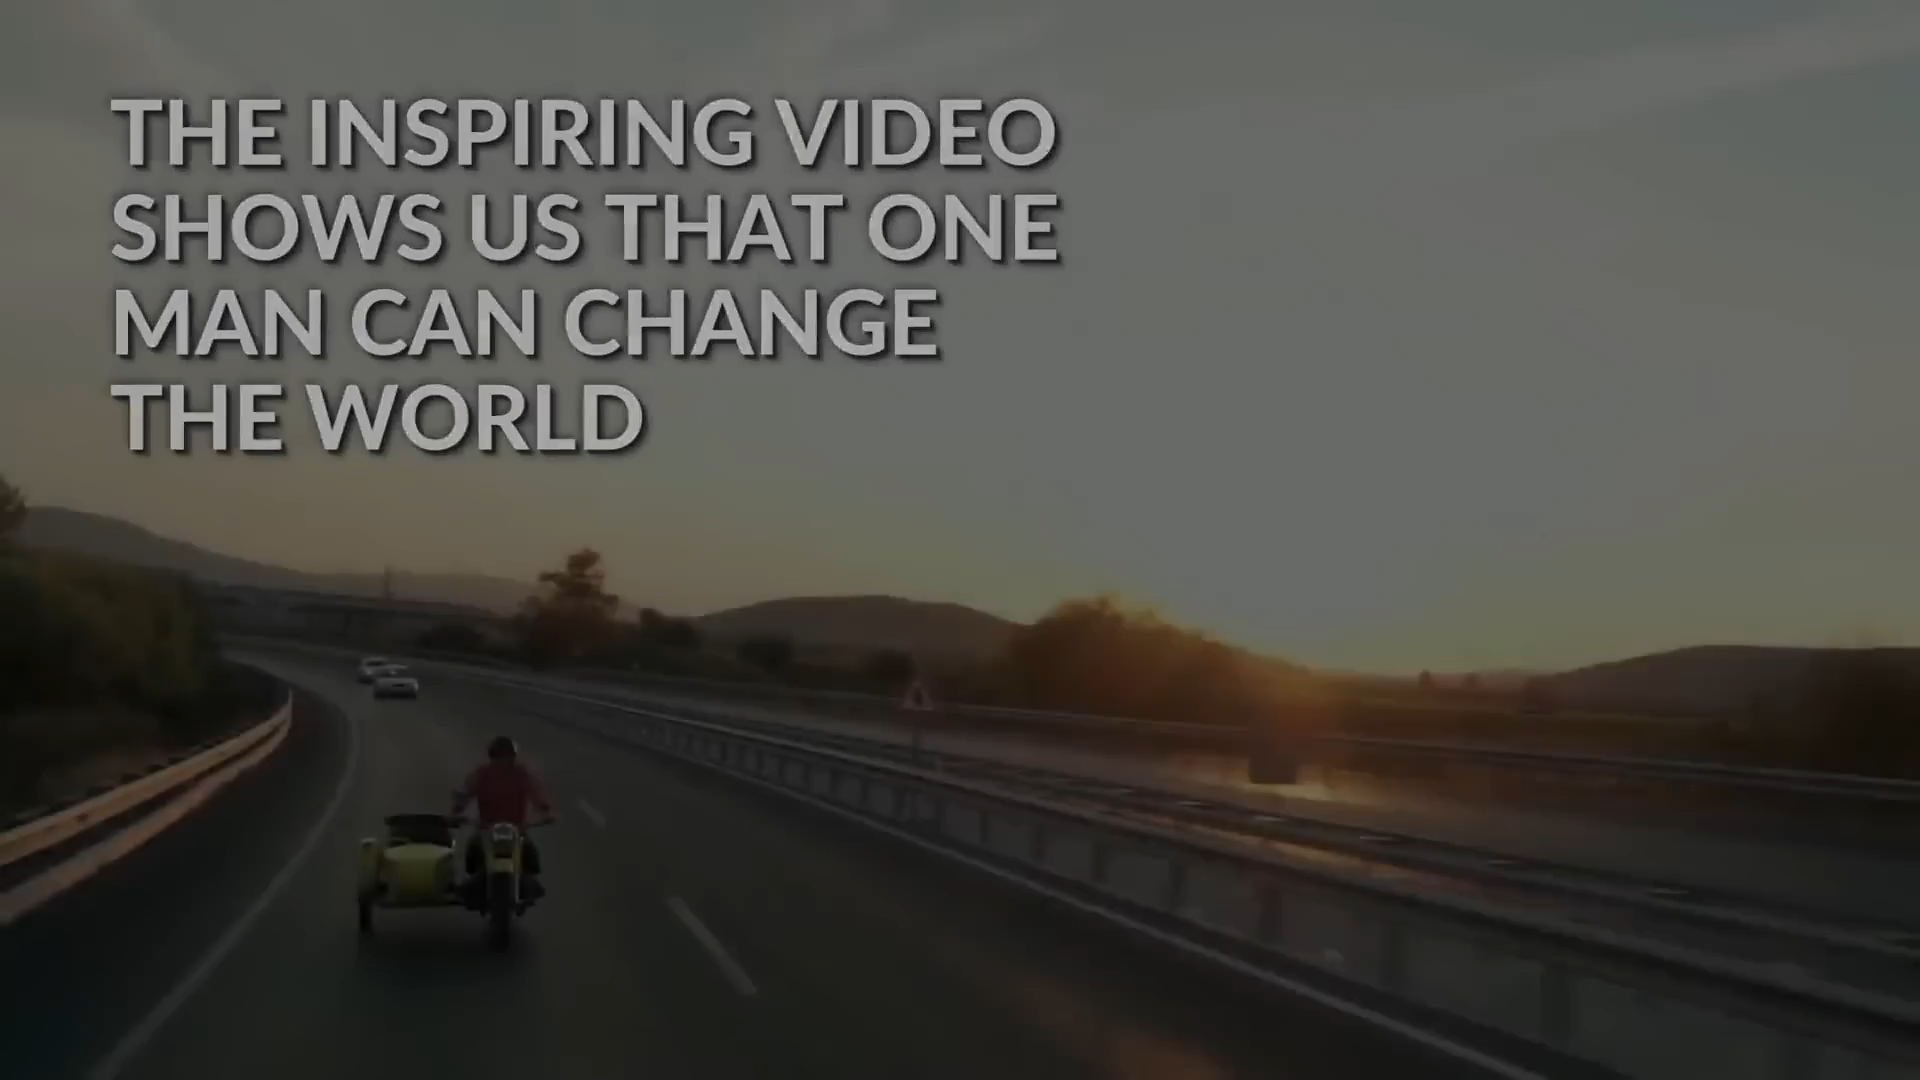 THE INSPIRING VIDEO
SHOWS US THAT ONE
MAN CAN CHANGE
THE WORLD